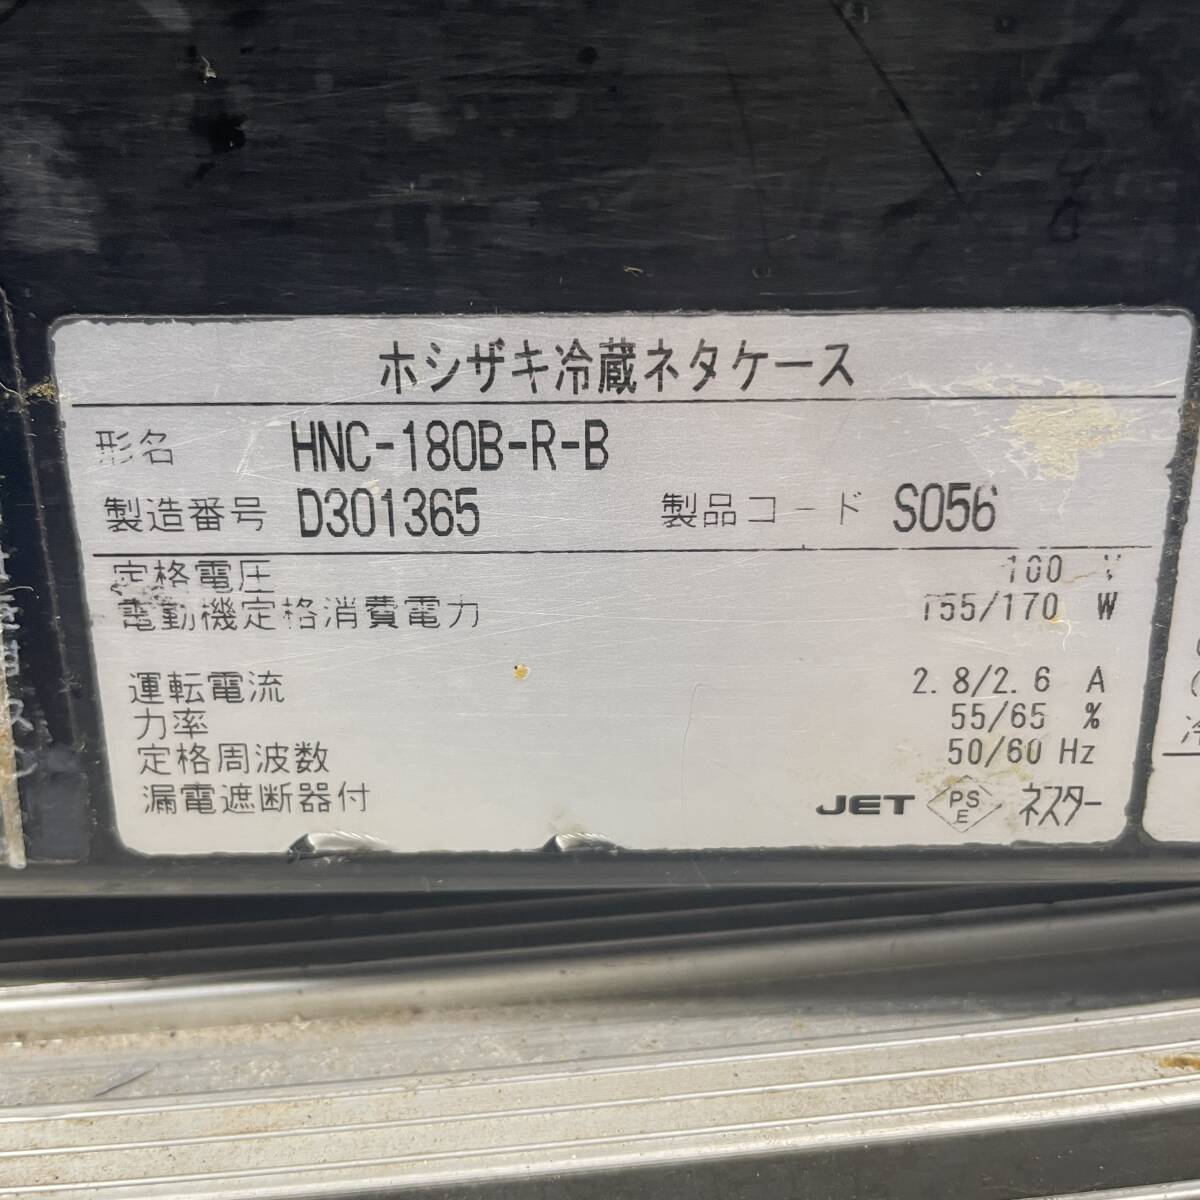 ホシザキ冷蔵ネタケース
形名 HNC-180B-R-B
製造番号 D301365 製品コード S056
定格電圧 100 V
電動機定格消費電力 155/170 W
運転電流 2.8/2.6 A
力率 55/65 %
定格周波数 50/60 Hz
漏電遮断器付 JET PSE ネスター